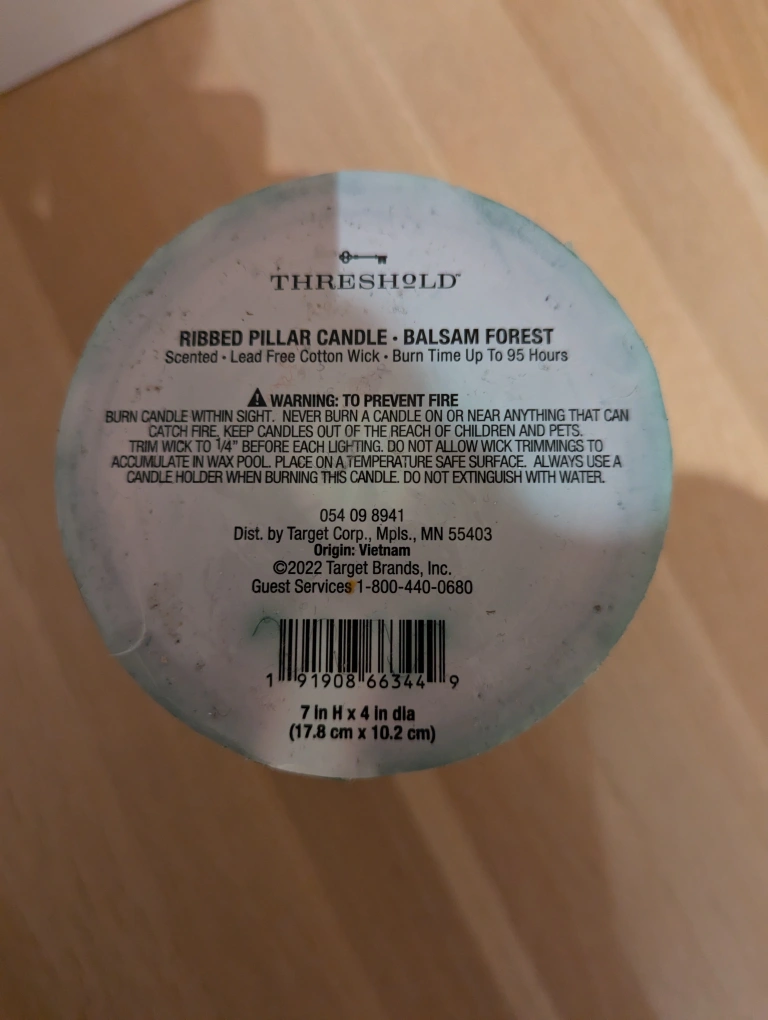 THRESHOLD™
RIBBED PILLAR CANDLE • BALSAM FOREST
Scented • Lead Free Cotton Wick • Burn Time Up To 95 Hours
WARNING: TO PREVENT FIRE
BURN CANDLE WITHIN SIGHT. NEVER BURN A CANDLE ON OR NEAR ANYTHING THAT CAN
CATCH FIRE. KEEP CANDLES OUT OF THE REACH OF CHILDREN AND PETS.
TRIM WICK TO 1/4" BEFORE EACH LIGHTING. DO NOT ALLOW WICK TRIMMINGS TO
ACCUMULATE IN WAX POOL. PLACE ON A TEMPERATURE SAFE SURFACE. ALWAYS USE A
CANDLE HOLDER WHEN BURNING THIS CANDLE. DO NOT EXTINGUISH WITH WATER.
054 09 8941
Dist. by Target Corp., Mpls., MN 55403
Origin: Vietnam
©2022 Target Brands, Inc.
Guest Services 1-800-440-0680
1 91908 66344 9
7 in H x 4 in dia
(17.8 cm x 10.2 cm)